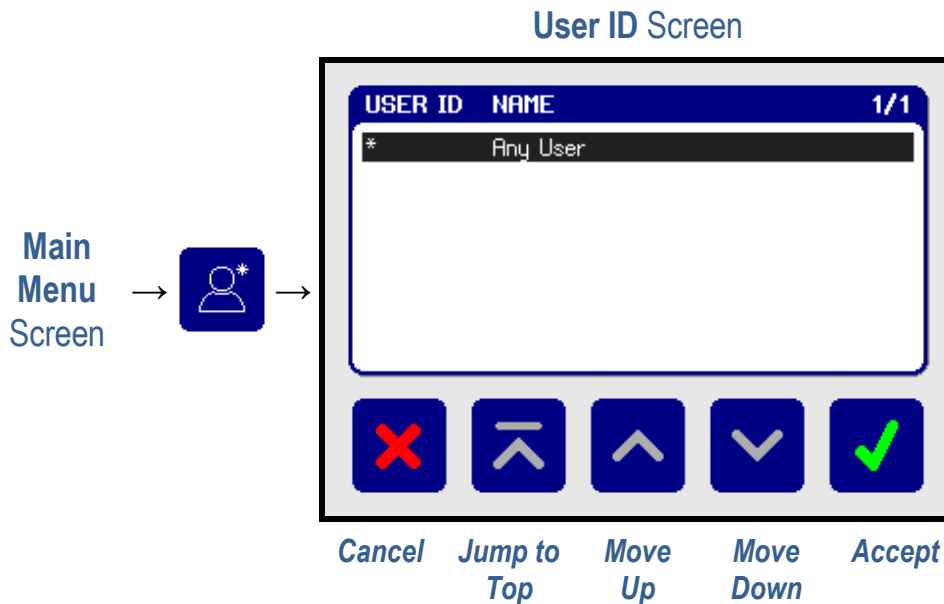 User ID Screen
USER ID NAME 1/1
* Any User
Main
Menu
Screen
→
*
→
Cancel Jump to Top Move Up Move Down Accept